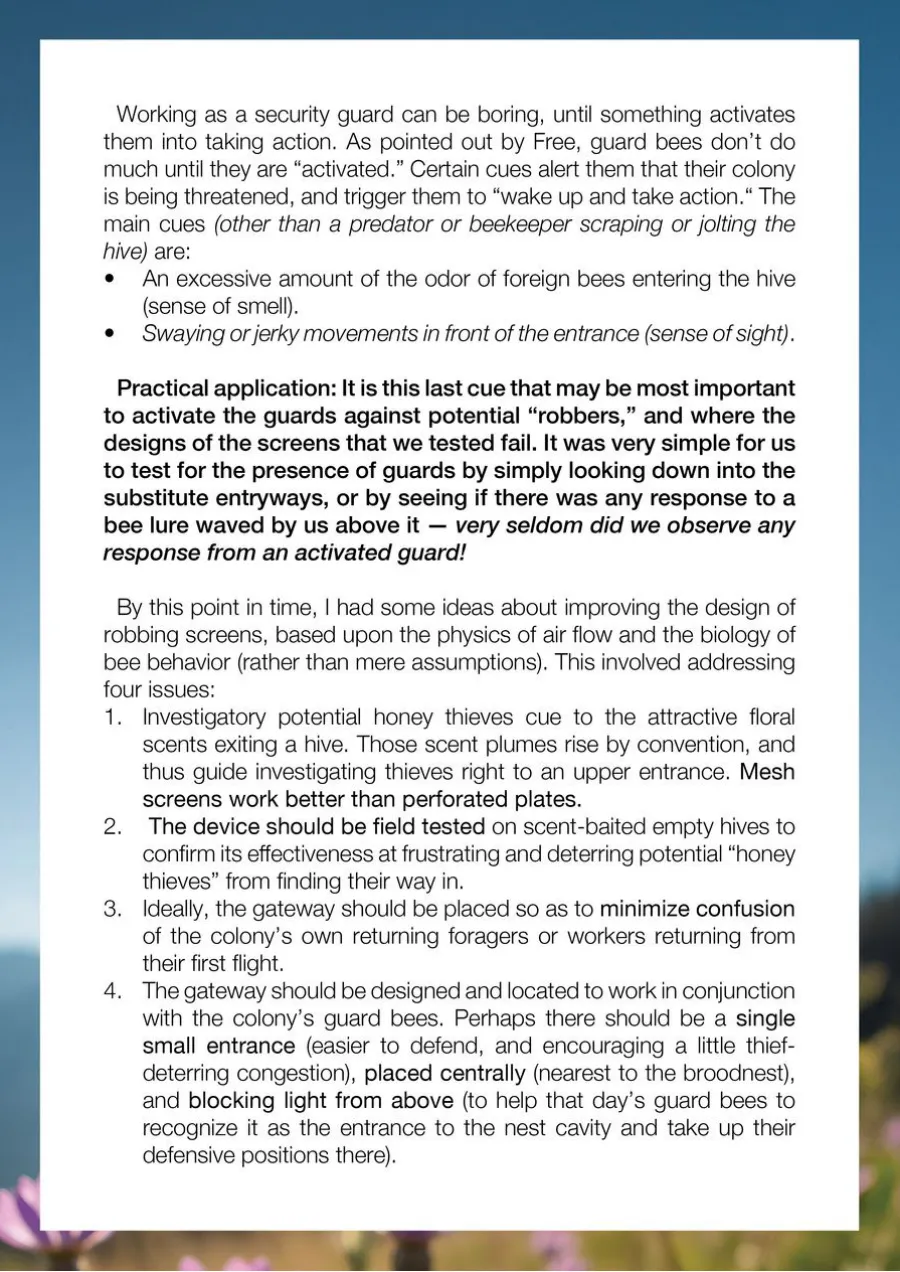 Working as a security guard can be boring, until something activates
them into taking action. As pointed out by Free, guard bees don’t do
much until they are “activated.” Certain cues alert them that their colony
is being threatened, and trigger them to “wake up and take action.“ The
main cues (other than a predator or beekeeper scraping or jolting the
hive) are:
• An excessive amount of the odor of foreign bees entering the hive
(sense of smell).
• Swaying or jerky movements in front of the entrance (sense of sight).
Practical application: It is this last cue that may be most important
to activate the guards against potential “robbers,” and where the
designs of the screens that we tested fail. It was very simple for us
to test for the presence of guards by simply looking down into the
substitute entryways, or by seeing if there was any response to a
bee lure waved by us above it — very seldom did we observe any
response from an activated guard!
By this point in time, I had some ideas about improving the design of
robbing screens, based upon the physics of air flow and the biology of
bee behavior (rather than mere assumptions). This involved addressing
four issues:
1. Investigatory potential honey thieves cue to the attractive floral
scents exiting a hive. Those scent plumes rise by convention, and
thus guide investigating thieves right to an upper entrance. Mesh
screens work better than perforated plates.
2. The device should be field tested on scent-baited empty hives to
confirm its effectiveness at frustrating and deterring potential “honey
thieves” from finding their way in.
3. Ideally, the gateway should be placed so as to minimize confusion
of the colony’s own returning foragers or workers returning from
their first flight.
4. The gateway should be designed and located to work in conjunction
with the colony’s guard bees. Perhaps there should be a single
small entrance (easier to defend, and encouraging a little thief-
deterring congestion), placed centrally (nearest to the broodnest),
and blocking light from above (to help that day’s guard bees to
recognize it as the entrance to the nest cavity and take up their
defensive positions there).